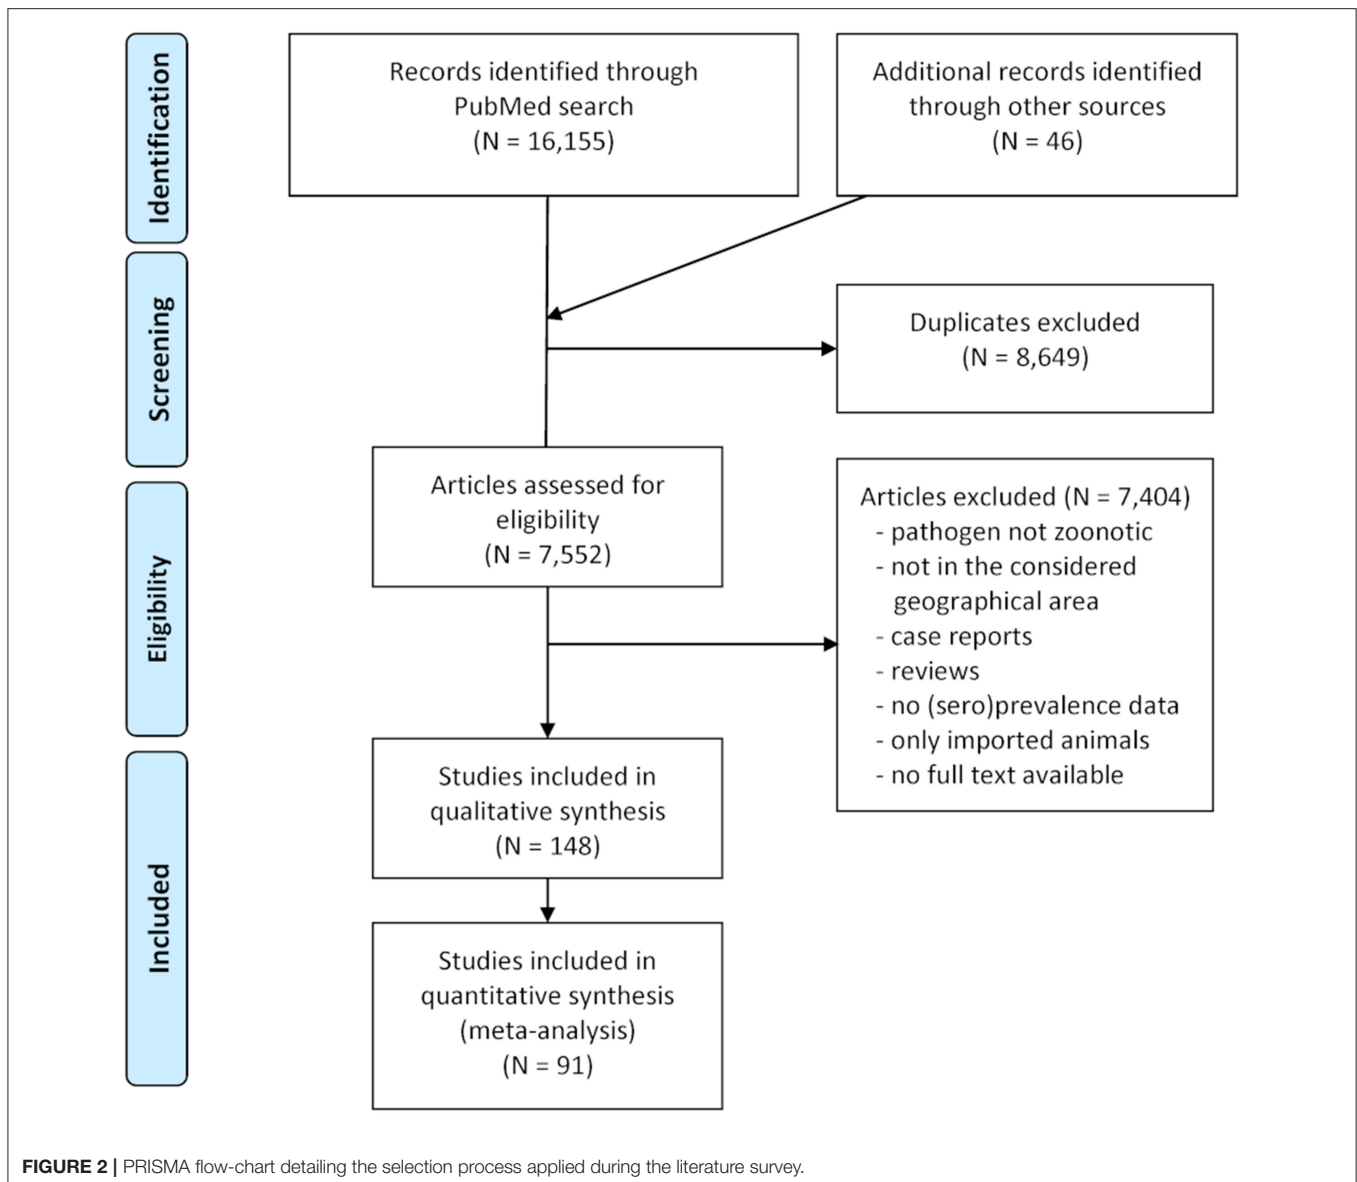 Identification
Records identified through
PubMed search
(N = 16,155)
Additional records identified
through other sources
(N = 46)
Screening
Duplicates excluded
(N = 8,649)
Eligibility
Articles assessed for
eligibility
(N = 7,552)
Articles excluded (N = 7,404)
- pathogen not zoonotic
- not in the considered
geographical area
- case reports
- reviews
- no (sero)prevalence data
- only imported animals
- no full text available
Included
Studies included in
qualitative synthesis
(N = 148)
Studies included in
quantitative synthesis
(meta-analysis)
(N = 91)
FIGURE 2 | PRISMA flow-chart detailing the selection process applied during the literature survey.